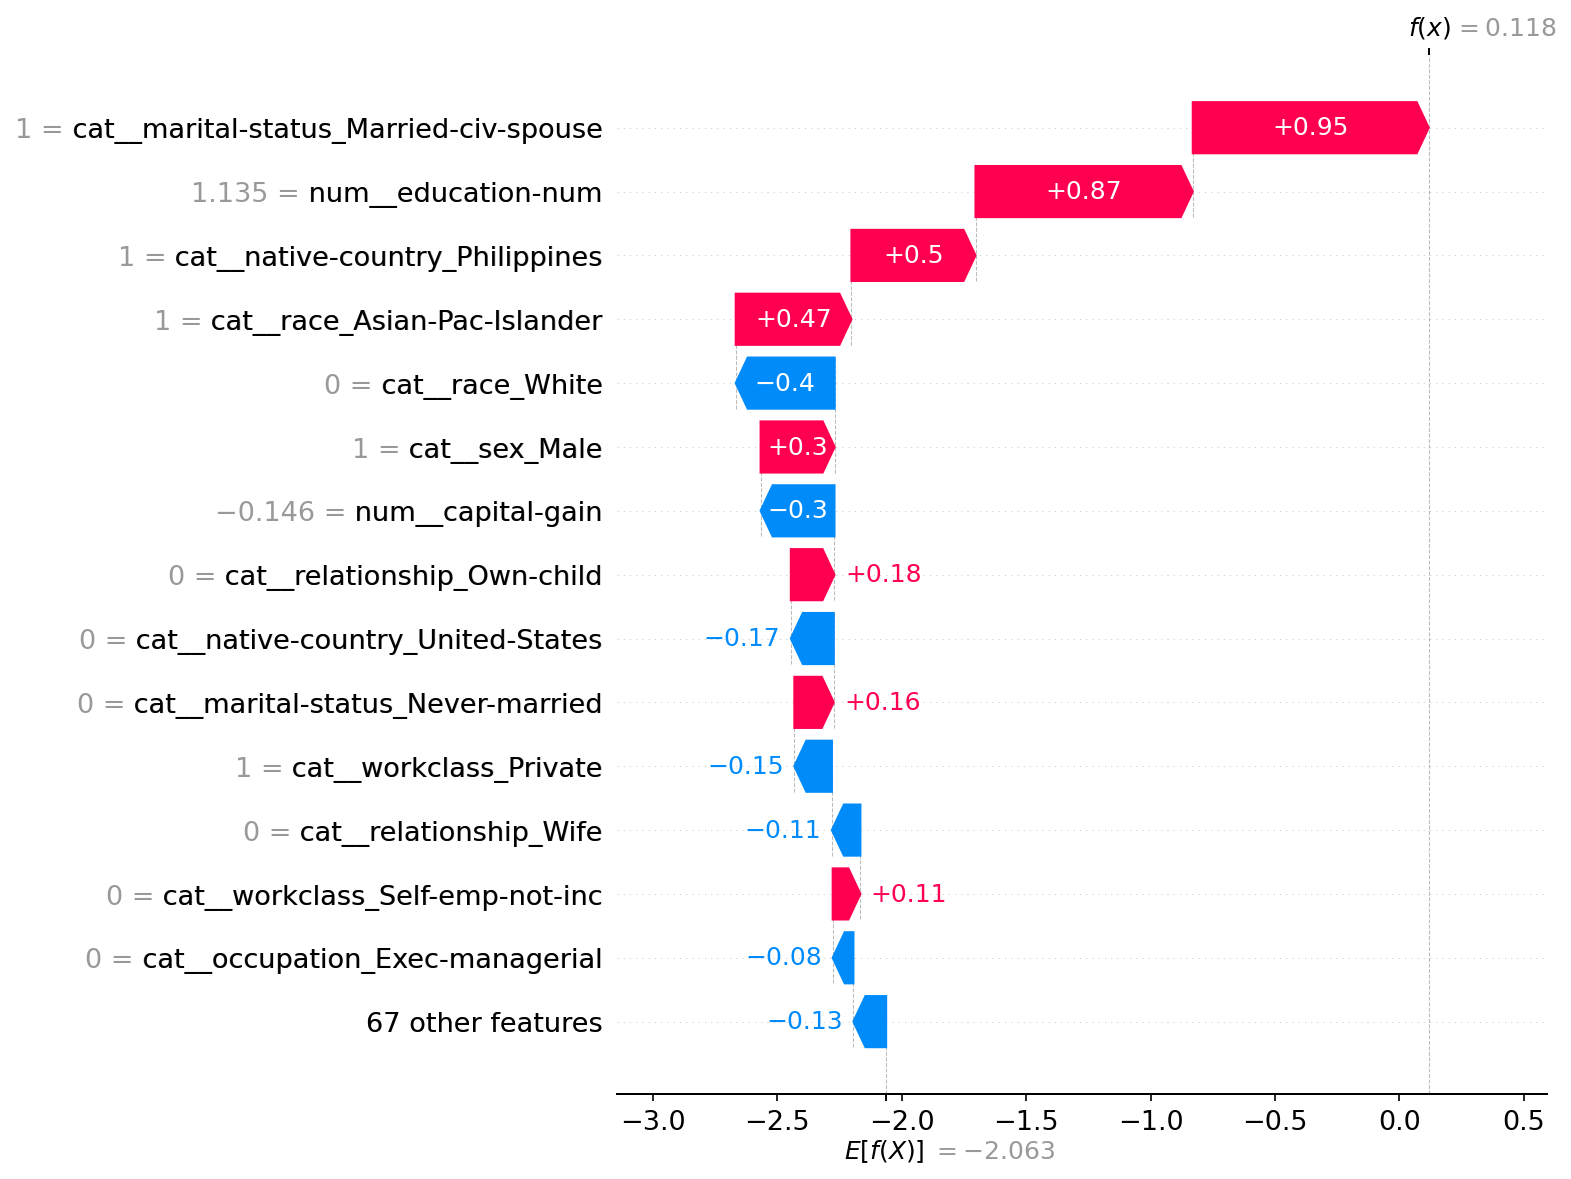 f(x) = 0.118
1 = cat__marital-status_Married-civ-spouse +0.95
1.135 = num__education-num +0.87
1 = cat__native-country_Philippines +0.5
1 = cat__race_Asian-Pac-Islander +0.47
0 = cat__race_White −0.4
1 = cat__sex_Male +0.3
−0.146 = num__capital-gain −0.3
0 = cat__relationship_Own-child +0.18
0 = cat__native-country_United-States −0.17
0 = cat__marital-status_Never-married +0.16
1 = cat__workclass_Private −0.15
0 = cat__relationship_Wife −0.11
0 = cat__workclass_Self-emp-not-inc +0.11
0 = cat__occupation_Exec-managerial −0.08
67 other features −0.13
−3.0 −2.5 −2.0 −1.5 −1.0 −0.5 0.0 0.5
E[f(X)] = −2.063